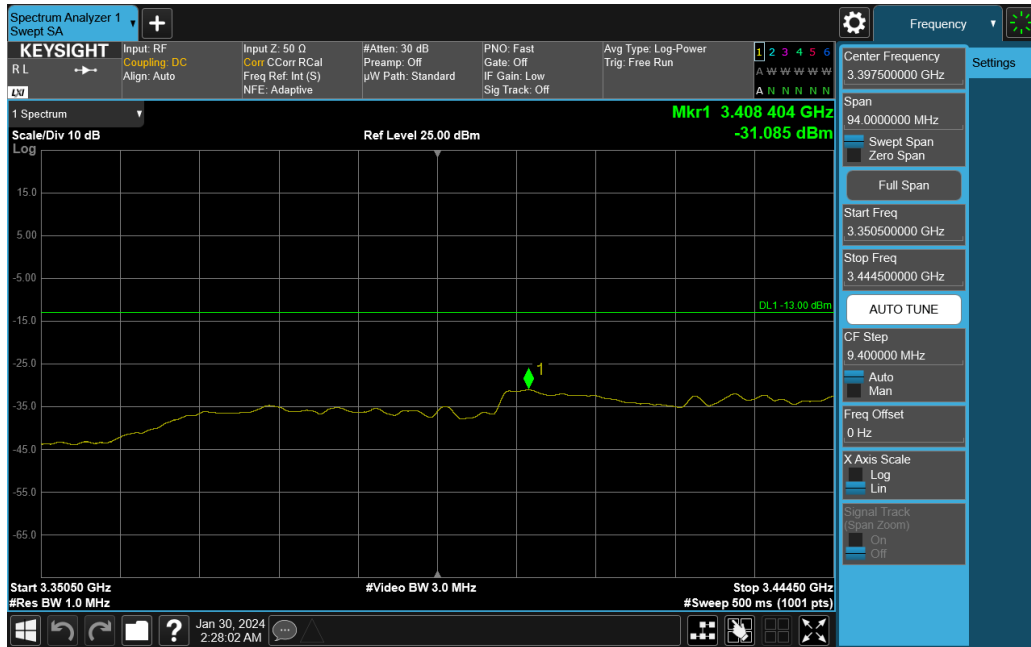 Spectrum Analyzer 1
Swept SA
Frequency
KEYSIGHT
R L
LXI
Input: RF
Coupling: DC
Align: Auto
Input Z: 50 Ω
Corr CCorr RCal
Freq Ref: Int (S)
NFE: Adaptive
#Atten: 30 dB
Preamp: Off
µW Path: Standard
PNO: Fast
Gate: Off
IF Gain: Low
Sig Track: Off
Avg Type: Log-Power
Trig: Free Run
1 2 3 4 5 6
A W W W W W
A N N N N N
1 Spectrum
Scale/Div 10 dB
Log
Ref Level 25.00 dBm
Mkr1 3.408 404 GHz
-31.085 dBm
15.0
5.00
-5.00
-15.0
-25.0
-35.0
-45.0
-55.0
-65.0
DL1 -13.00 dBm
1
Start 3.35050 GHz
#Res BW 1.0 MHz
#Video BW 3.0 MHz
Stop 3.44450 GHz
#Sweep 500 ms (1001 pts)
Center Frequency
3.397500000 GHz
Settings
Span
94.0000000 MHz
Swept Span
Zero Span
Full Span
Start Freq
3.350500000 GHz
Stop Freq
3.444500000 GHz
AUTO TUNE
CF Step
9.400000 MHz
Auto
Man
Freq Offset
0 Hz
X Axis Scale
Log
Lin
Signal Track
(Span Zoom)
On
Off
?
Jan 30, 2024
2:28:02 AM